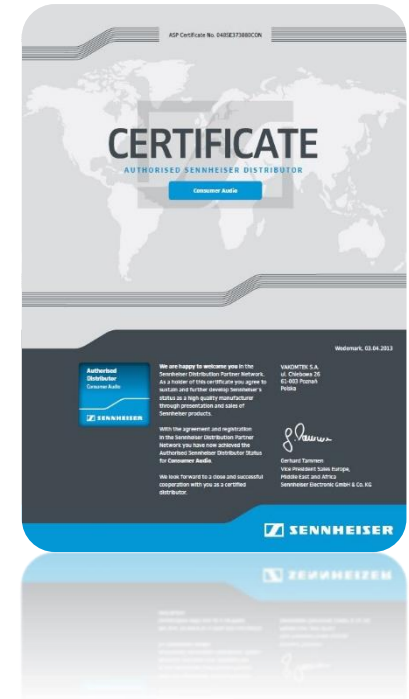 ASP Certificate No. 0489E373880CON
CERTIFICATE
AUTHORISED SENNHEISER DISTRIBUTOR
Consumer Audio
Wedemark, 03.04.2013
Authorised
Distributor
Consumer Audio
SENNHEISER
We are happy to welcome you in the
Sennheiser Distribution Partner Network.
As a holder of this certificate you agree to
sustain and further develop Sennheiser's
status as a high quality manufacturer
through presentation and sales of
Sennheiser products.
With the agreement and registration
in the Sennheiser Distribution Partner
Network you have now achieved the
Authorised Sennheiser Distributor Status
for Consumer Audio.
We look forward to a close and successful
cooperation with you as a certified
distributor.
VAKOMTEK S.A.
ul. Chlebowa 26
61-003 Poznań
Polska
Gerhard Tammen
Vice President Sales Europe,
Middle East and Africa
Sennheiser Electronic GmbH & Co. KG
SENNHEISER